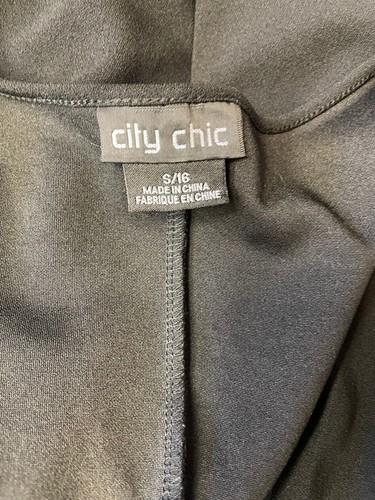 city chic
S/16
MADE IN CHINA
FABRIQUE EN CHINE